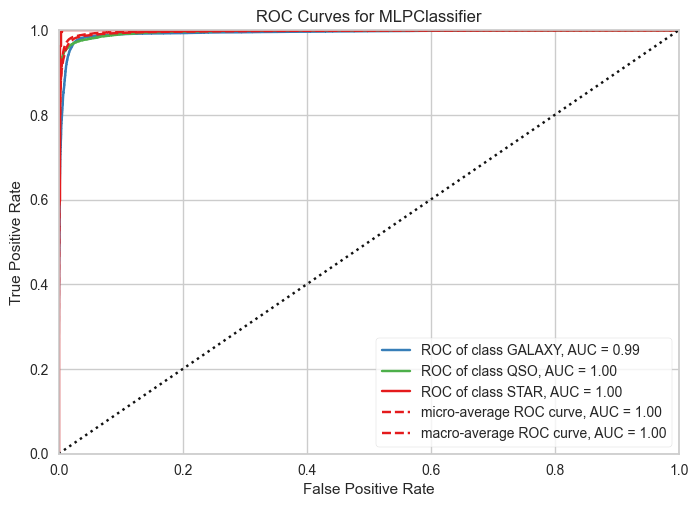 ROC Curves for MLPClassifier
True Positive Rate
1.0
0.8
0.6
0.4
0.2
0.0
0.0 0.2 0.4 0.6 0.8 1.0
False Positive Rate
ROC of class GALAXY, AUC = 0.99
ROC of class QSO, AUC = 1.00
ROC of class STAR, AUC = 1.00
micro-average ROC curve, AUC = 1.00
macro-average ROC curve, AUC = 1.00